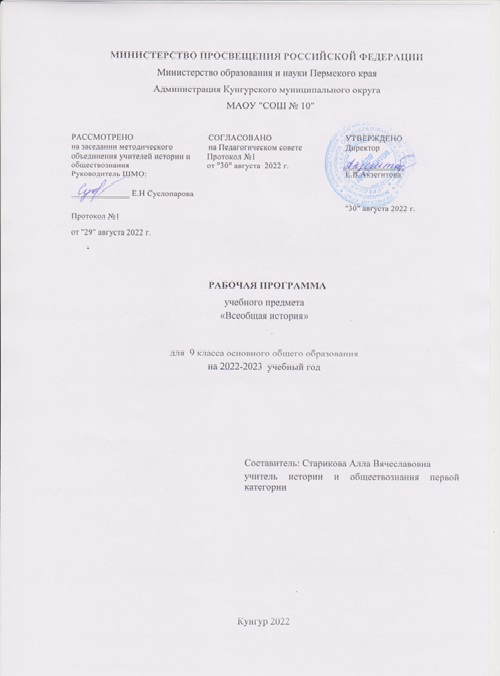 МИНИСТЕРСТВО ПРОСВЕЩЕНИЯ РОССИЙСКОЙ ФЕДЕРАЦИИ
Министерство образования и науки Пермского края
Администрация Кунгурского муниципального округа
МАОУ "СОШ № 10"
РАССМОТРЕНО
на заседании методического
объединения учителей истории и
обществознания
Руководитель ШМО:
Е.Н Суслопарова
Протокол №1
от "29" августа 2022 г.
СОГЛАСОВАНО
на Педагогическом совете
Протокол №1
от "30" августа 2022 г.
УТВЕРЖДЕНО
Директор
Е.В.Акзегитова
"30" августа 2022 г.
РАБОЧАЯ ПРОГРАММА
учебного предмета
«Всеобщая история»
для 9 класса основного общего образования
на 2022-2023 учебный год
Составитель: Старикова Алла Вячеславовна
учитель истории и обществознания первой
категории
Кунгур 2022